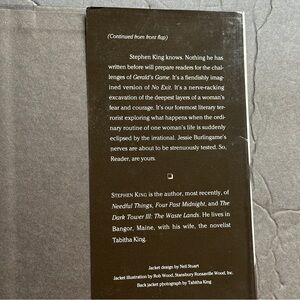 (Continued from front flap)
Stephen King knows. Nothing he has
written before will prepare readers for the chal-
lenges of Gerald's Game. It's a fiendishly imag-
ined version of No Exit. It's a nerve-racking
excavation of the deepest layers of a woman's
fear and courage. It's our foremost literary ter-
rorist exploring what happens when the ordi-
nary routine of one woman's life is suddenly
eclipsed by the irrational. Jessie Burlingame's
nerves are about to be strenuously tested. So,
Reader, are yours.
STEPHEN KING is the author, most recently, of
Needful Things, Four Past Midnight, and The
Dark Tower III: The Waste Lands. He lives in
Bangor, Maine, with his wife, the novelist
Tabitha King.
Jacket design by Neil Stuart
Jacket illustration by Rob Wood, Stansbury Ronsaville Wood, Inc.
Back jacket photograph by Tabitha King